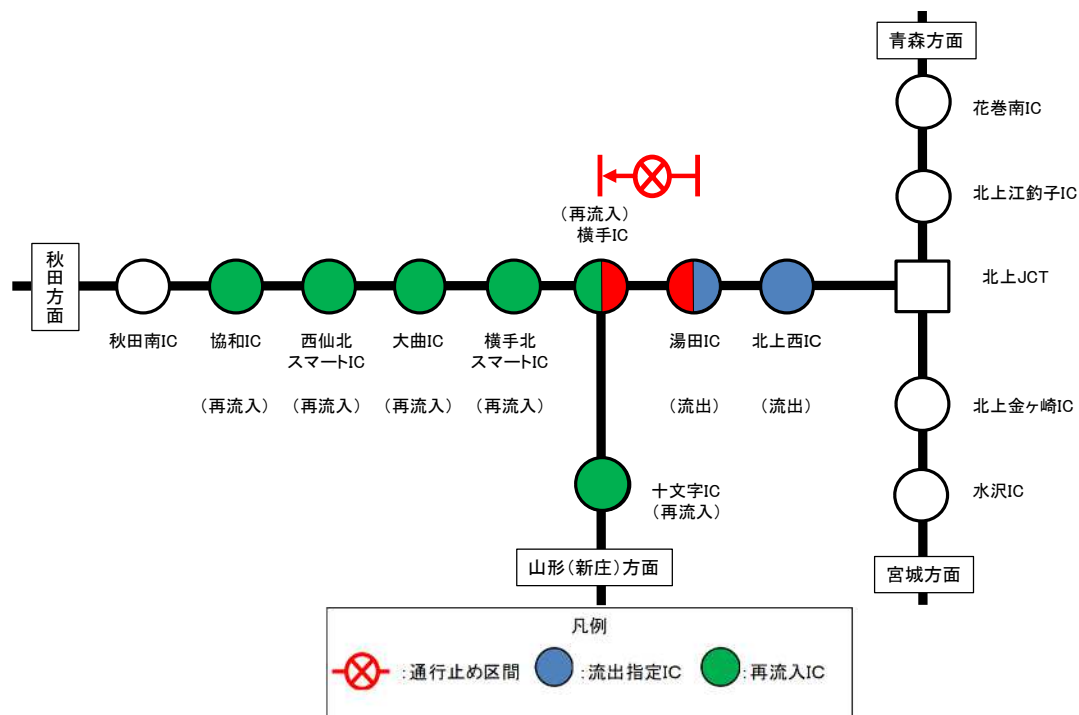 青森方面
花巻南IC
北上江釣子IC
(再流入)
横手IC
秋田方面
北上JCT
秋田南IC
協和IC
(再流入)
西仙北
スマートIC
(再流入)
大曲IC
(再流入)
横手北
スマートIC
(再流入)
湯田IC
(流出)
北上西IC
(流出)
北上金ヶ崎IC
十文字IC
(再流入)
水沢IC
山形(新庄)方面
宮城方面
凡例
:通行止め区間
:流出指定IC
:再流入IC